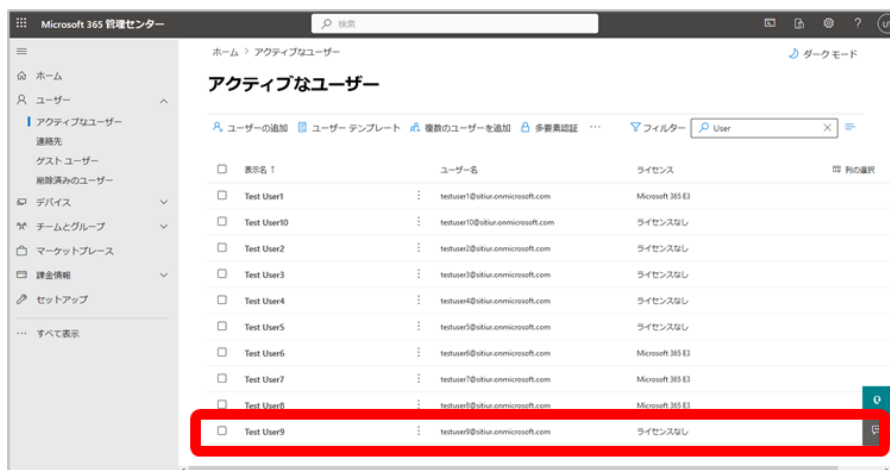 Microsoft 365 管理センター
検索
?
ホーム > アクティブなユーザー
ダーク モード
ホーム
ユーザー
アクティブなユーザー
連絡先
ゲスト ユーザー
削除済みのユーザー
デバイス
チームとグループ
マーケットプレース
課金情報
セットアップ
… すべて表示
アクティブなユーザー
ユーザーの追加 ユーザー テンプレート 複数のユーザーを追加 多要素認証 … フィルター User
表示名 ↑ ユーザー名 ライセンス 列の選択
Test User1 testuser1@sitiur.onmicrosoft.com Microsoft 365 E3
Test User10 testuser10@sitiur.onmicrosoft.com ライセンスなし
Test User2 testuser2@sitiur.onmicrosoft.com ライセンスなし
Test User3 testuser3@sitiur.onmicrosoft.com ライセンスなし
Test User4 testuser4@sitiur.onmicrosoft.com ライセンスなし
Test User5 testuser5@sitiur.onmicrosoft.com ライセンスなし
Test User6 testuser6@sitiur.onmicrosoft.com Microsoft 365 E3
Test User7 testuser7@sitiur.onmicrosoft.com Microsoft 365 E3
Test User8 testuser8@sitiur.onmicrosoft.com Microsoft 365 E3
Test User9 testuser9@sitiur.onmicrosoft.com ライセンスなし